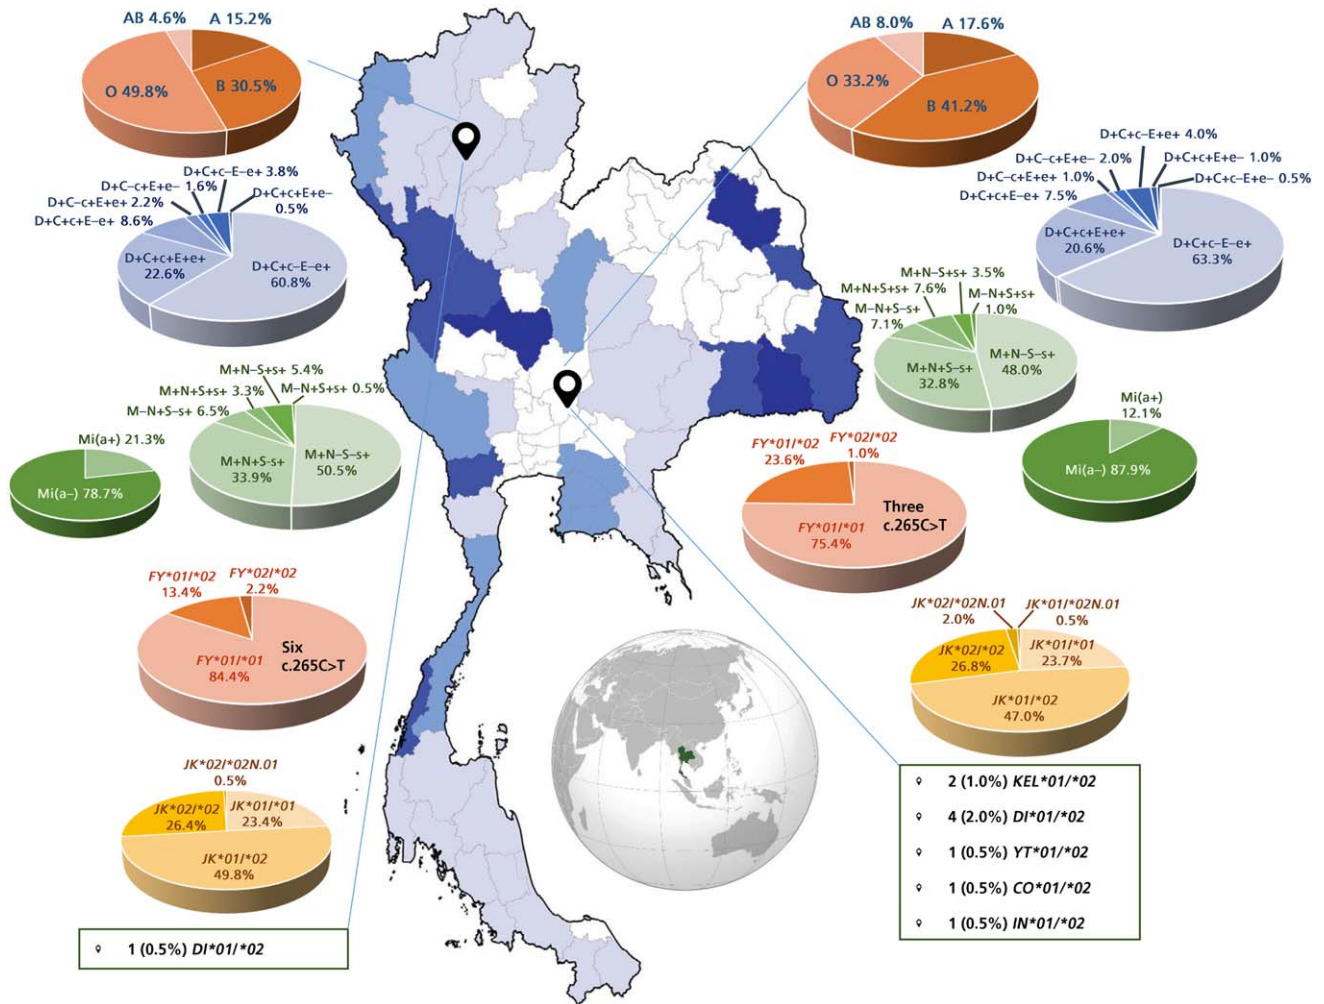 AB 4.6%
A 15.2%
O 49.8%
B 30.5%
AB 8.0%
A 17.6%
O 33.2%
B 41.2%
D+C+c–E–e+ 3.8%
D+C–c+E+e– 1.6%
D+C–c+E+e+ 2.2%
D+C+c+E–e+ 8.6%
D+C+c+E+e–
0.5%
D+C+c+E+e+
22.6%
D+C+c–E–e+
60.8%
D+C+c–E+e+ 4.0%
D+C–c+E+e– 2.0%
D+C–c+E+e+ 1.0%
D+C+c+E–e+ 7.5%
D+C+c+E+e– 1.0%
D+C+c–E+e– 0.5%
D+C+c+E+e+
20.6%
D+C+c–E–e+
63.3%
M+N–S+s+ 5.4%
M+N+S+s+ 3.3%
M–N+S–s+ 6.5%
M–N+S+s+ 0.5%
M+N+S–s+
33.9%
M+N–S–s+
50.5%
Mi(a+) 21.3%
Mi(a–) 78.7%
M+N–S+s+ 3.5%
M+N+S+s+
7.6%
M–N+S–s+
7.1%
M–N+S+s+
1.0%
M+N+S–s+
32.8%
M+N–S–s+
48.0%
Mi(a+)
12.1%
Mi(a–) 87.9%
FY*01/*02
23.6%
FY*02/*02
1.0%
FY*01/*01
75.4%
Three
c.265C>T
FY*01/*02
13.4%
FY*02/*02
2.2%
FY*01/*01
84.4%
Six
c.265C>T
JK*02/*02N.01
2.0%
JK*01/*02N.01
0.5%
JK*02/*02
26.8%
JK*01/*01
23.7%
JK*01/*02
47.0%
JK*02/*02N.01
0.5%
JK*02/*02
26.4%
JK*01/*01
23.4%
JK*01/*02
49.8%
1 (0.5%) DI*01/*02
2 (1.0%) KEL*01/*02
4 (2.0%) DI*01/*02
1 (0.5%) YT*01/*02
1 (0.5%) CO*01/*02
1 (0.5%) IN*01/*02